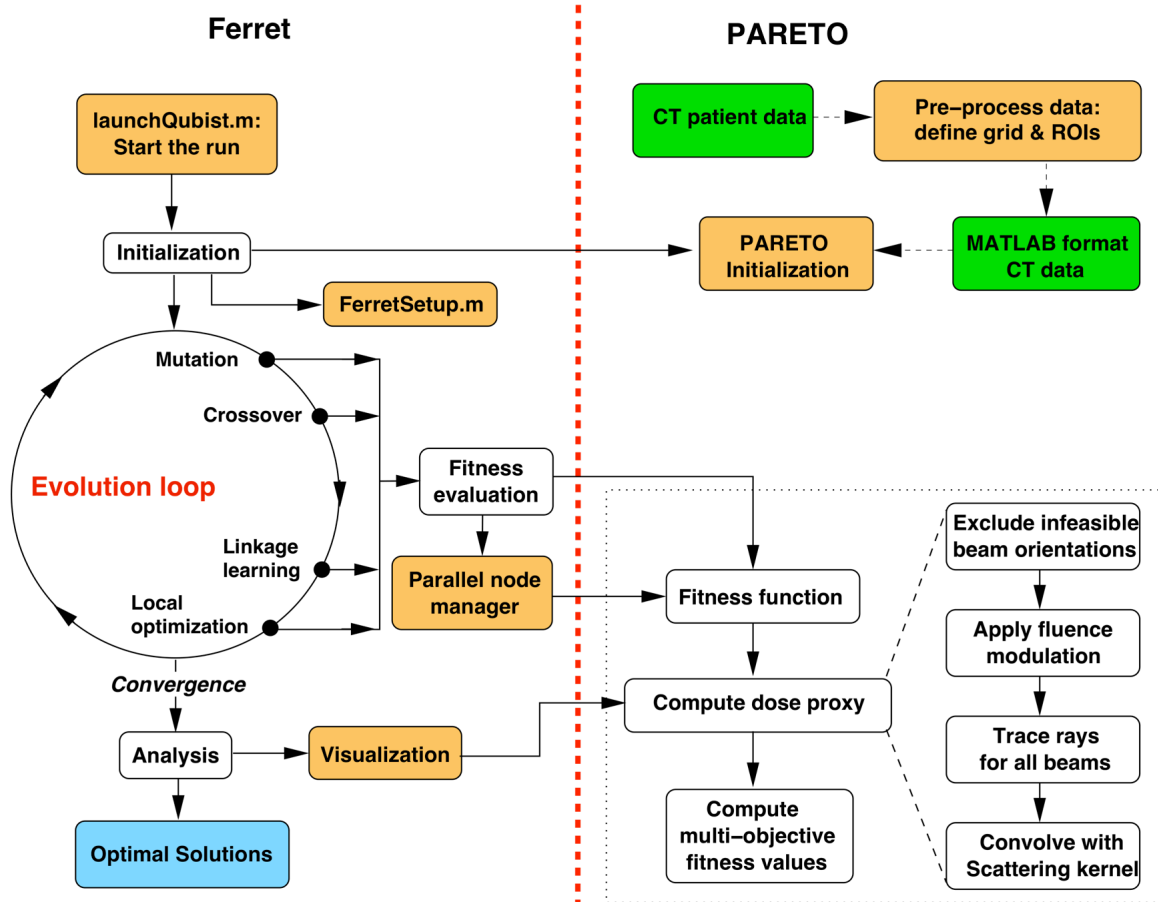 Ferret
PARETO
launchQubist.m:
Start the run
CT patient data
Pre−process data:
define grid & ROIs
Initialization
PARETO
Initialization
MATLAB format
CT data
FerretSetup.m
Mutation
Crossover
Evolution loop
Linkage
learning
Local
optimization
Fitness
evaluation
Parallel node
manager
Convergence
Analysis
Visualization
Optimal Solutions
Fitness function
Compute dose proxy
Compute
multi−objective
fitness values
Exclude infeasible
beam orientations
Apply fluence
modulation
Trace rays
for all beams
Convolve with
Scattering kernel